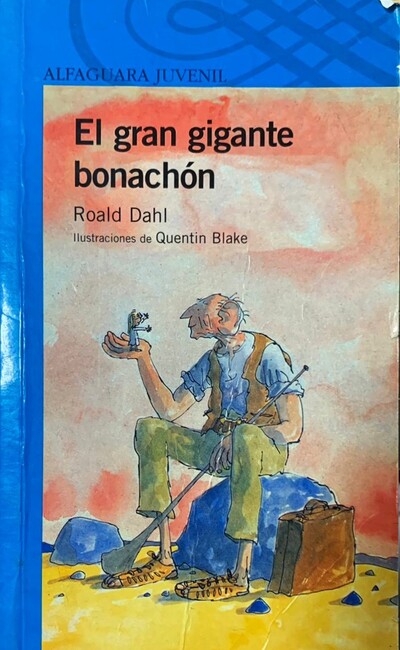 ALFAGUARA JUVENIL
El gran gigante
bonachón
Roald Dahl
Ilustraciones de Quentin Blake